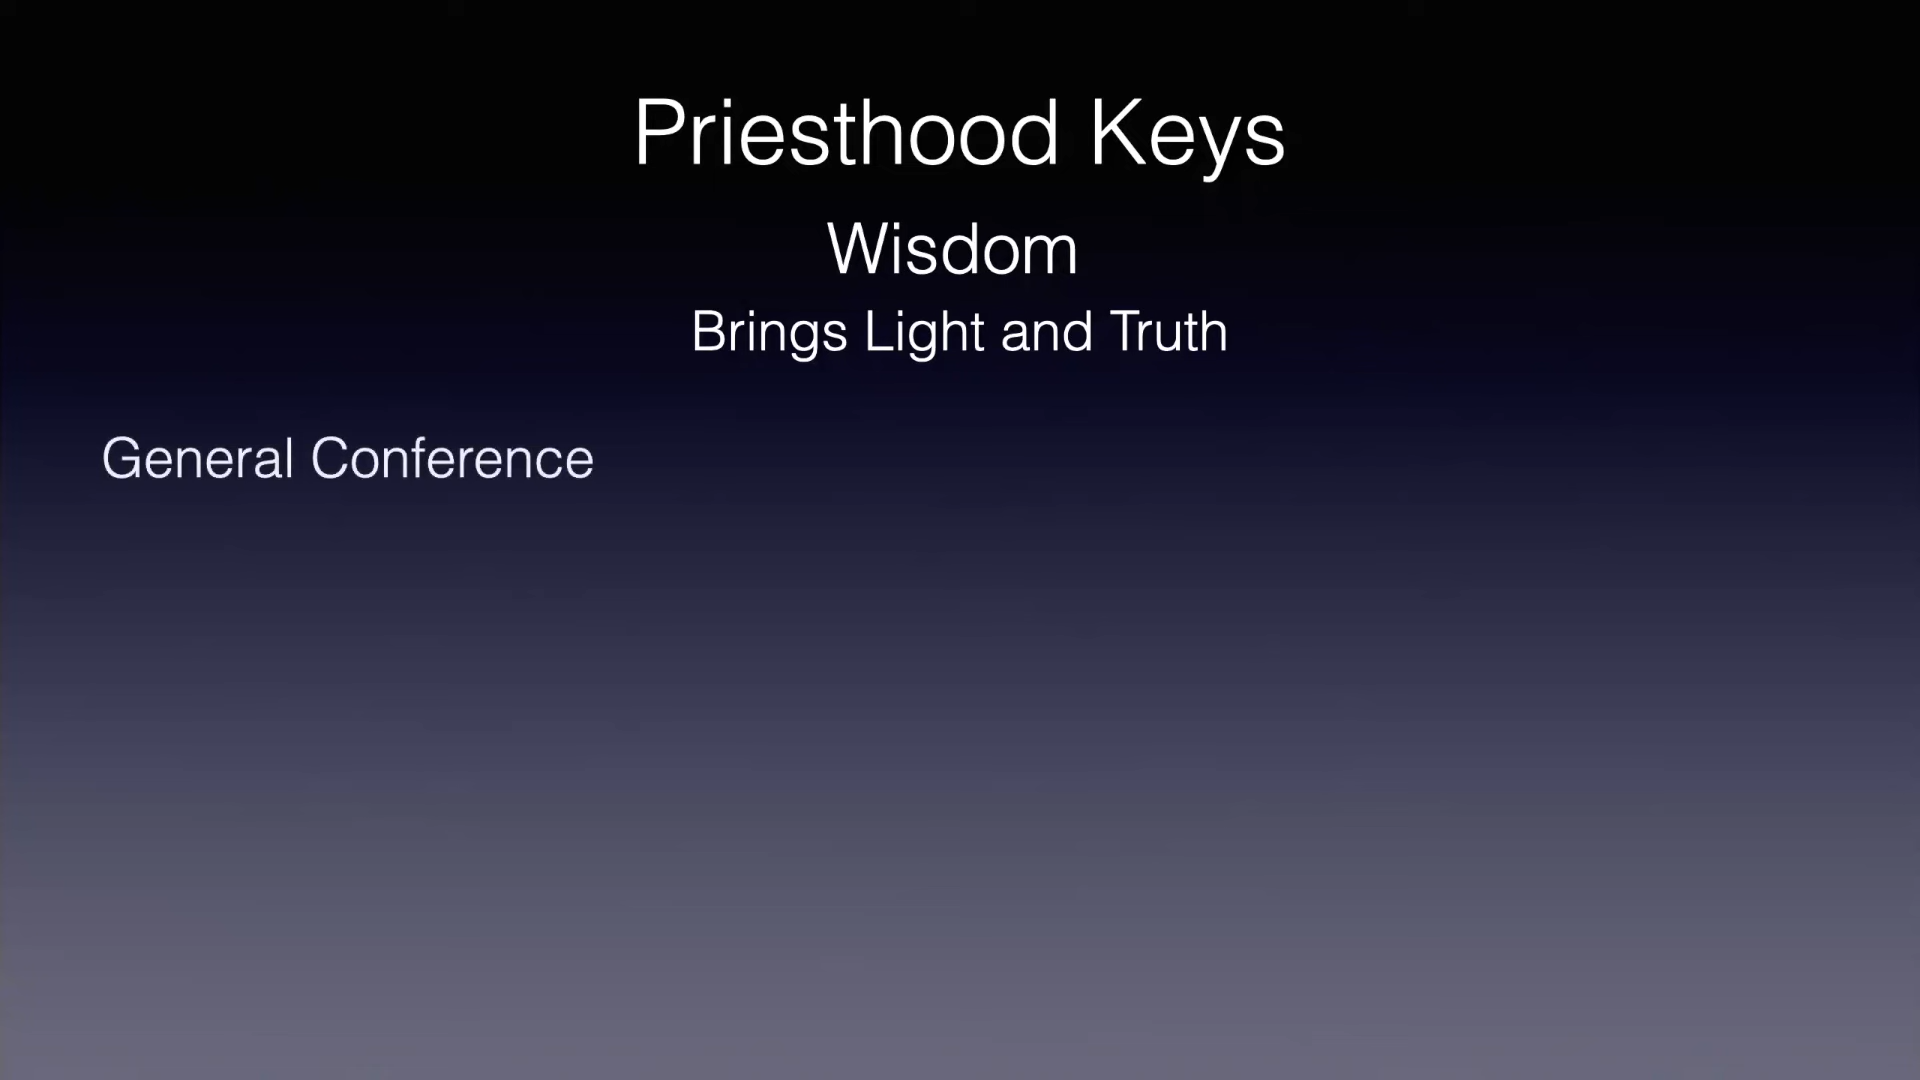 Priesthood Keys
Wisdom
Brings Light and Truth
General Conference